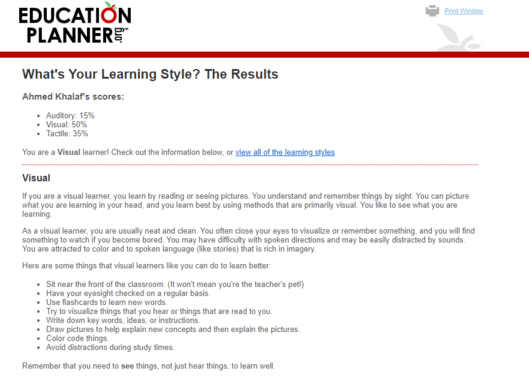 EDUCATION
PLANNER.org
Print Window
What's Your Learning Style? The Results
Ahmed Khalaf's scores:
• Auditory: 15%
• Visual: 50%
• Tactile: 35%
You are a Visual learner! Check out the information below, or view all of the learning styles
Visual
If you are a visual learner, you learn by reading or seeing pictures. You understand and remember things by sight. You can picture
what you are learning in your head, and you learn best by using methods that are primarily visual. You like to see what you are
learning.
As a visual learner, you are usually neat and clean. You often close your eyes to visualize or remember something, and you will find
something to watch if you become bored. You may have difficulty with spoken directions and may be easily distracted by sounds.
You are attracted to color and to spoken language (like stories) that is rich in imagery.
Here are some things that visual learners like you can do to learn better:
• Sit near the front of the classroom. (It won't mean you're the teacher's pet!)
• Have your eyesight checked on a regular basis.
• Use flashcards to learn new words.
• Try to visualize things that you hear or things that are read to you.
• Write down key words, ideas, or instructions.
• Draw pictures to help explain new concepts and then explain the pictures.
• Color code things.
• Avoid distractions during study times.
Remember that you need to see things, not just hear things, to learn well.